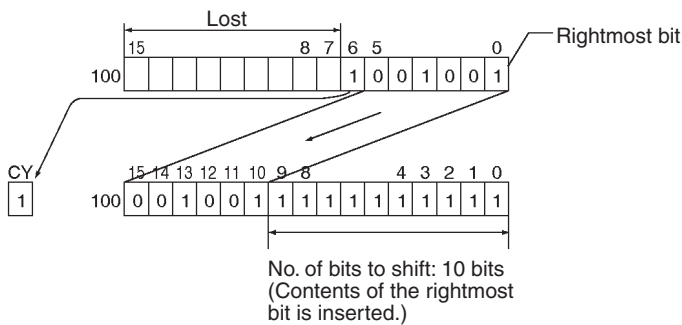 Lost
15 8 7 6 5 0
Rightmost bit
100 1 0 0 1 0 0 1
CY 15 14 13 12 11 10 9 8 4 3 2 1 0
1 100 0 0 1 0 0 1 1 1 1 1 1 1 1 1 1 1
No. of bits to shift: 10 bits
(Contents of the rightmost
bit is inserted.)